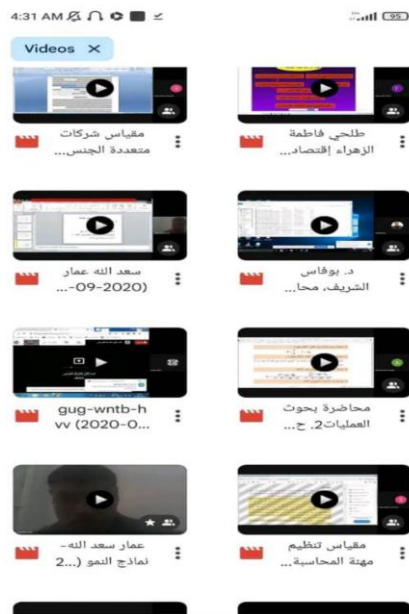 4:31 AM
95
Videos
مقياس شركات
متعددة الجنس...
طلحي فاطمة
الزهراء إقتصاد...
سعد الله عمار
(2020-09-...
د. بوفاس
الشريف، محا...
gug-wntb-h
vv (2020-0...
محاضرة بحوث
العمليات2. ح...
عمار سعد الله-
نماذج النمو (...2
مقياس تنظيم
مهنة المحاسبة...